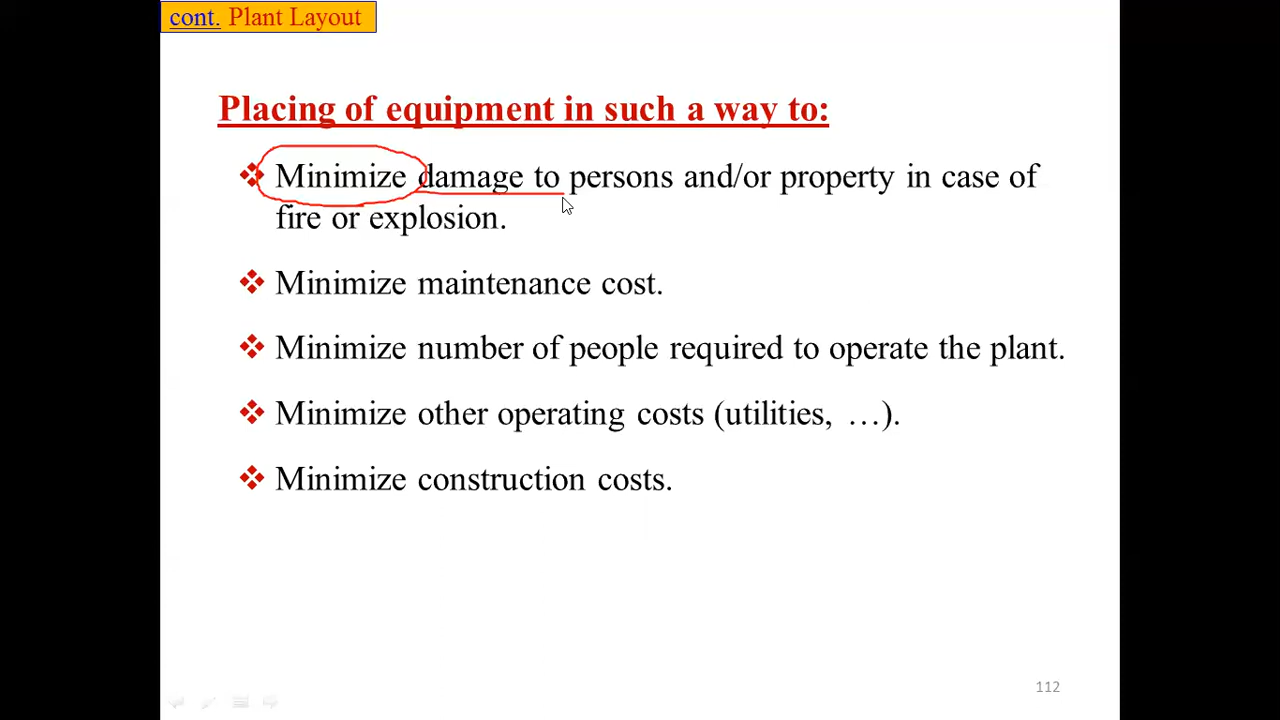 cont. Plant Layout
Placing of equipment in such a way to:
❖ Minimize damage to persons and/or property in case of
fire or explosion.
❖ Minimize maintenance cost.
❖ Minimize number of people required to operate the plant.
❖ Minimize other operating costs (utilities, …).
❖ Minimize construction costs.
112